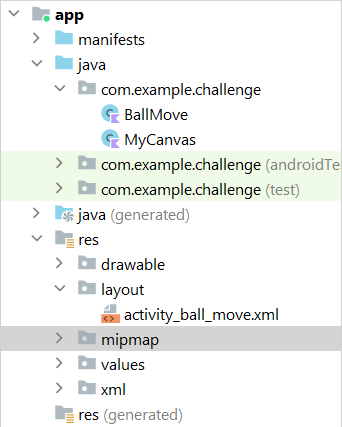 app
manifests
java
com.example.challenge
BallMove
MyCanvas
com.example.challenge (androidTe
com.example.challenge (test)
java (generated)
res
drawable
layout
activity_ball_move.xml
mipmap
values
xml
res (generated)